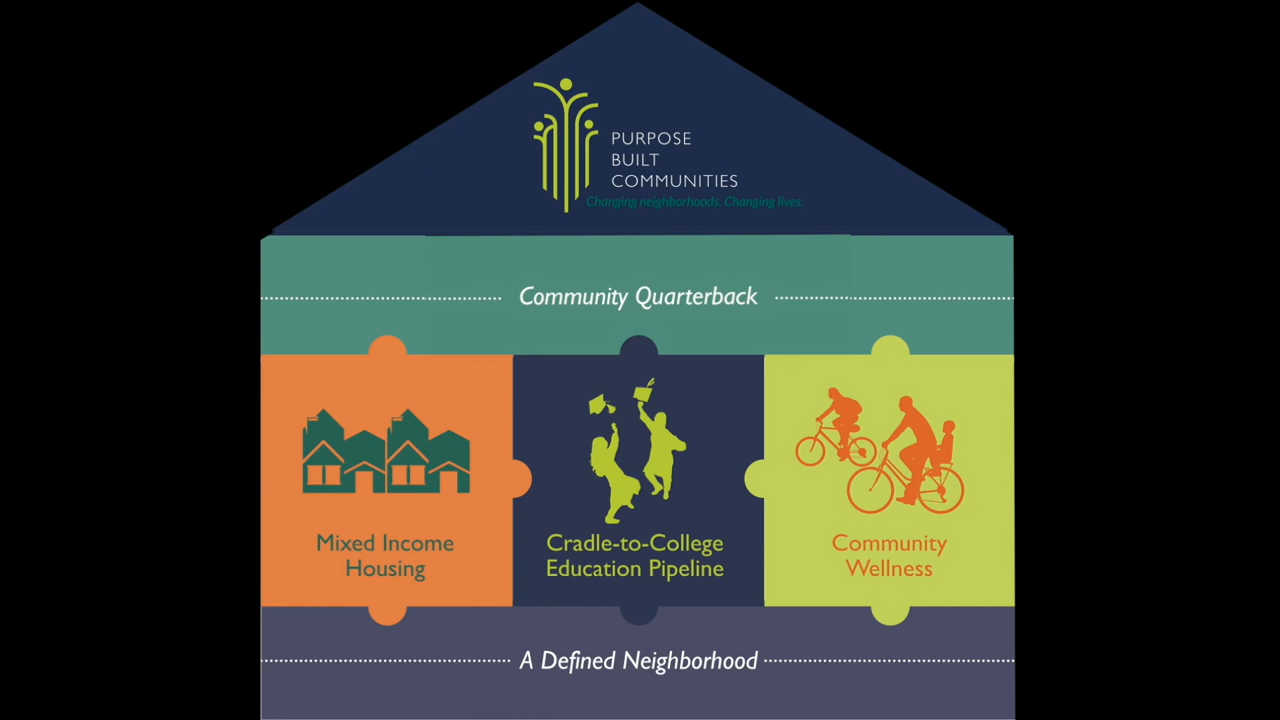 PURPOSE
BUILT
COMMUNITIES
Changing neighborhoods. Changing lives.
Community Quarterback
Mixed Income
Housing
Cradle-to-College
Education Pipeline
Community
Wellness
A Defined Neighborhood